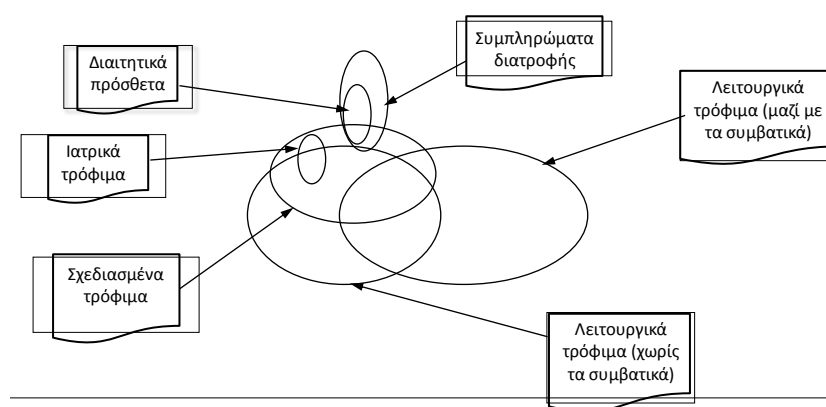 Διαιτητικά
πρόσθετα
Συμπληρώματα
διατροφής
Λειτουργικά
τρόφιμα (μαζί με
τα συμβατικά)
Ιατρικά
τρόφιμα
Σχεδιασμένα
τρόφιμα
Λειτουργικά
τρόφιμα (χωρίς
τα συμβατικά)